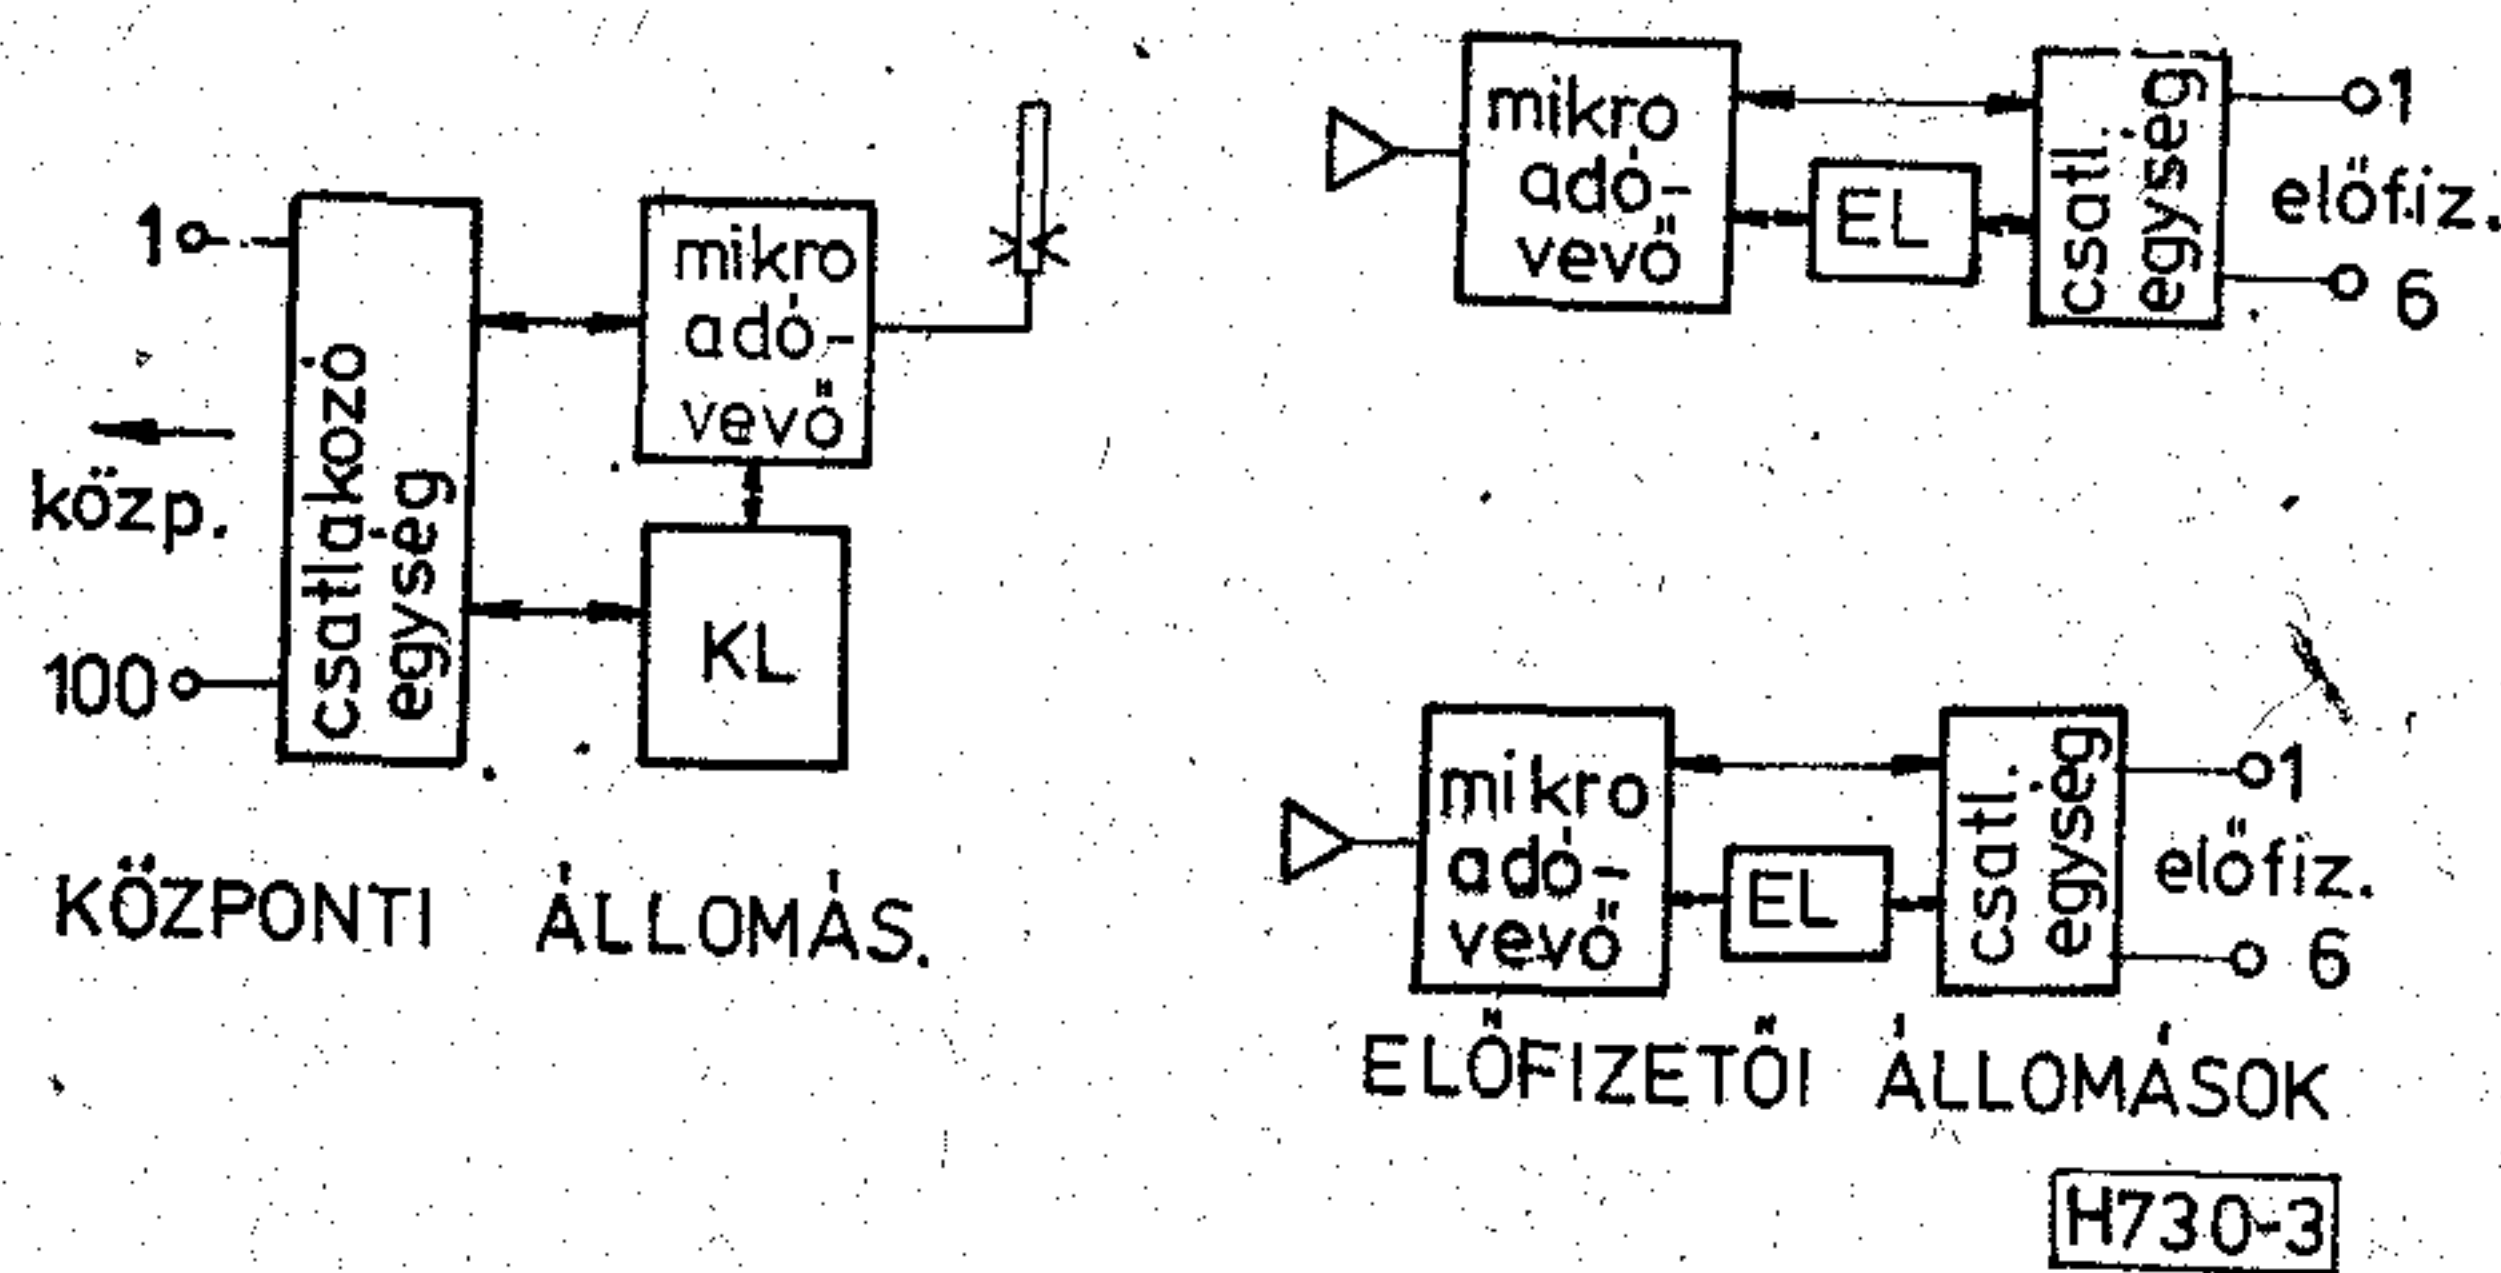 1
közp.
100
csatlakozó
egység
mikro
adó-
vevő
KL
KÖZPONTI ÁLLOMÁS.
mikro
adó-
vevő
EL
csatl.
egység
1
előfiz.
6
mikro
adó-
vevő
EL
csatl.
egység
1
előfiz.
6
ELŐFIZETŐI ÁLLOMÁSOK
H730-3